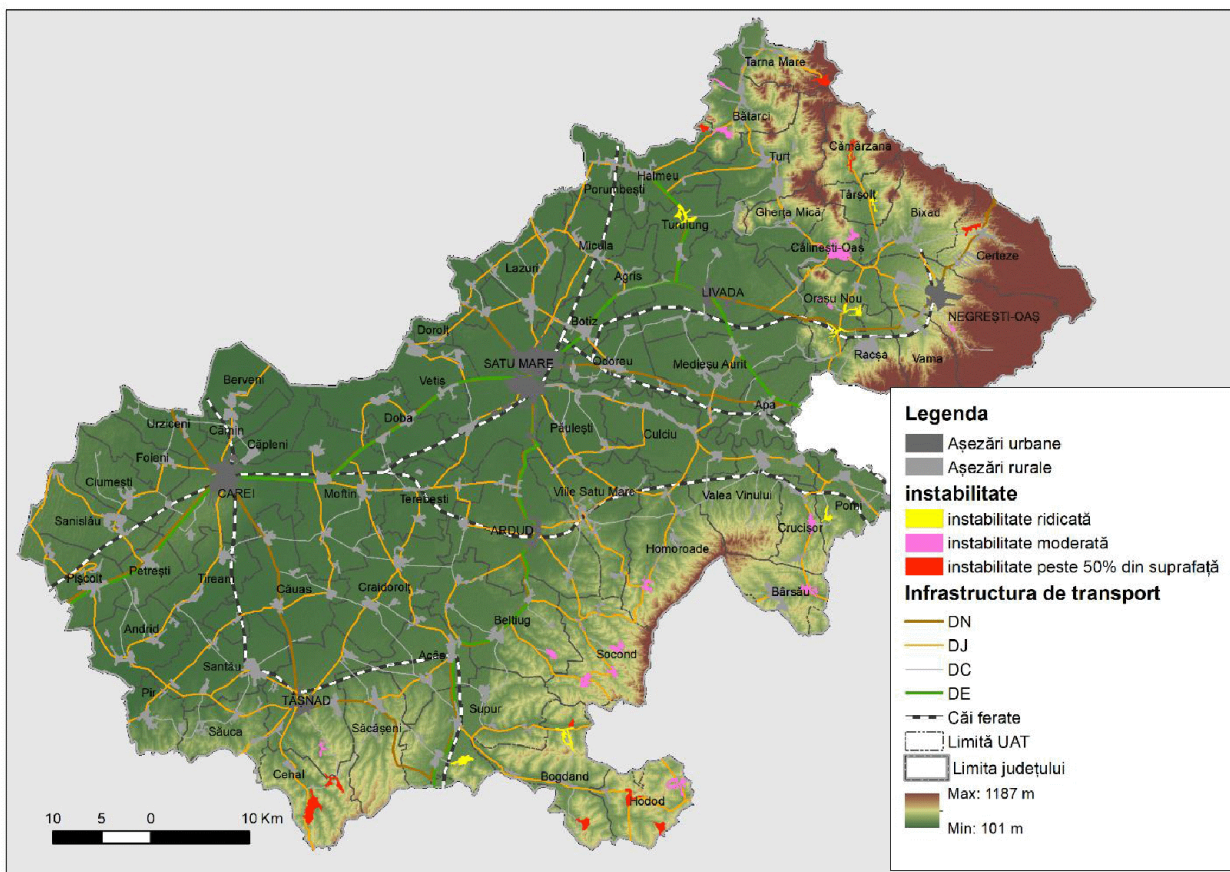 Tarna Mare
Bătarci
Cămărzana
Turț
Halmeu
Porumbești
Târșolț
Bixad
Gherța Mică
Turulung
Micula
Călinești-Oaș
Certeze
Lazuri
Agris
LIVADA
Orașu Nou
NEGREȘTI-OAȘ
Botiz
Dorolț
Racșa
Vama
SATU MARE
Odoreu
Medieșu Aurit
Vetiș
Berveni
Apa
Doba
Urziceni
Cămin
Păulești
Culciu
Căpleni
Foieni
CAREI
Ciumești
Moftin
Terebești
Viile Satu Mare
Valea Vinului
Pomi
Sanislău
Crucișor
ARDUD
Homoroade
Petrești
Pișcolt
Tiream
Căuaș
Craidorolț
Bârsău
Andrid
Beltiug
Socond
Acâș
Santău
Pir
TĂȘNAD
Supur
Săcășeni
Săuca
Cehal
Bogdand
Hodod
10 5 0 10 Km
Legenda
Așezări urbane
Așezări rurale
instabilitate
instabilitate ridicată
instabilitate moderată
instabilitate peste 50% din suprafață
Infrastructura de transport
DN
DJ
DC
DE
Căi ferate
Limită UAT
Limita județului
Max: 1187 m
Min: 101 m